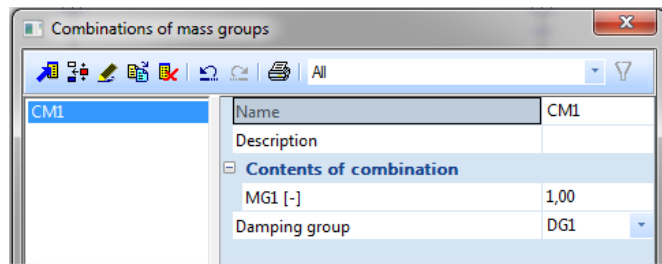 Combinations of mass groups
All
CM1
Name CM1
Description
Contents of combination
MG1 [-] 1,00
Damping group DG1